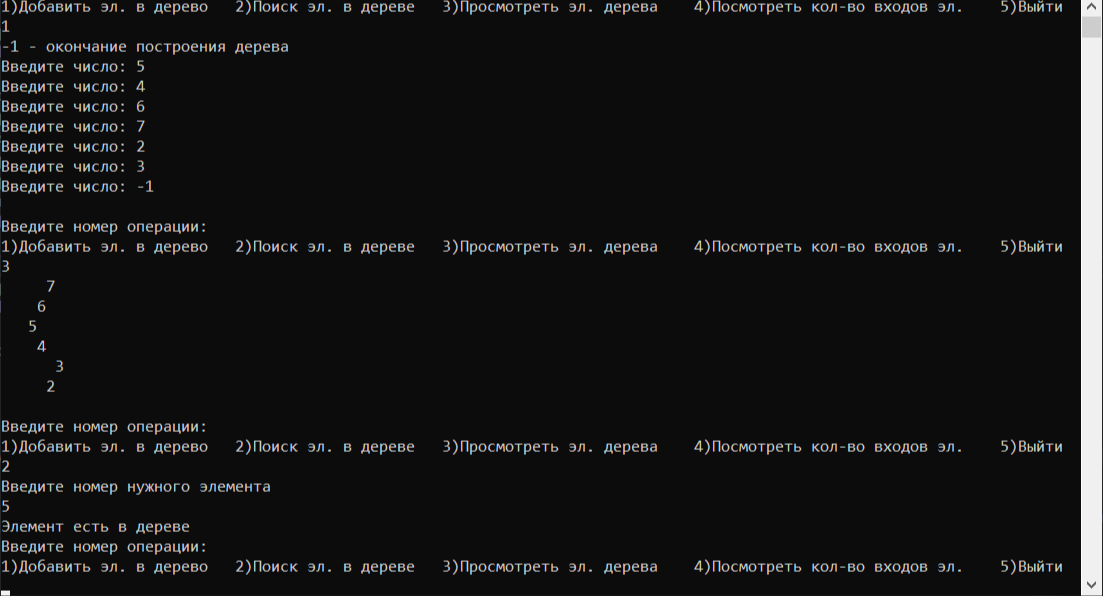 1)Добавить эл. в дерево   2)Поиск эл. в дереве   3)Просмотреть эл. дерева    4)Посмотреть кол-во входов эл.    5)Выйти
1
-1 - окончание построения дерева
Введите число: 5
Введите число: 4
Введите число: 6
Введите число: 7
Введите число: 2
Введите число: 3
Введите число: -1
Введите номер операции:
1)Добавить эл. в дерево   2)Поиск эл. в дереве   3)Просмотреть эл. дерева    4)Посмотреть кол-во входов эл.    5)Выйти
3
     7
    6
   5
    4
      3
     2
Введите номер операции:
1)Добавить эл. в дерево   2)Поиск эл. в дереве   3)Просмотреть эл. дерева    4)Посмотреть кол-во входов эл.    5)Выйти
2
Введите номер нужного элемента
5
Элемент есть в дереве
Введите номер операции:
1)Добавить эл. в дерево   2)Поиск эл. в дереве   3)Просмотреть эл. дерева    4)Посмотреть кол-во входов эл.    5)Выйти